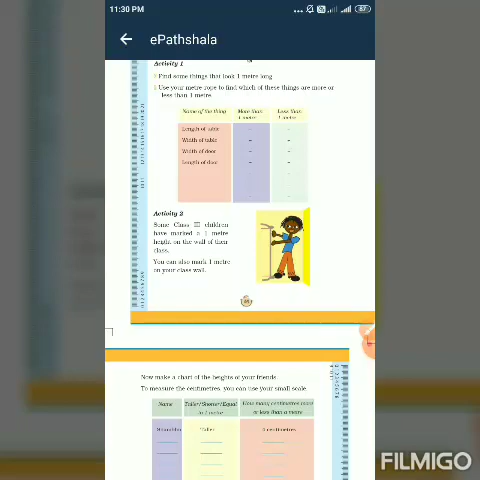 11:30 PM
87
ePathshala
Activity 1
Find some things that look 1 metre long
Use your metre rope to find which of these things are more or
less than 1 metre.
Name of the thing More than 1 metre Less than 1 metre
Length of table - -
Width of table - -
Width of door - -
Length of door - -
Activity 2
Some Class III children
have marked a 1 metre
height on the wall of their
class.
You can also mark 1 metre
on your class wall.
Now make a chart of the heights of your friends.
To measure the centimetres, you can use your small scale.
Name Taller/Shorter/Equal to 1 metre How many centimetres more or less than a metre
Taller centimetres
FILMIGO